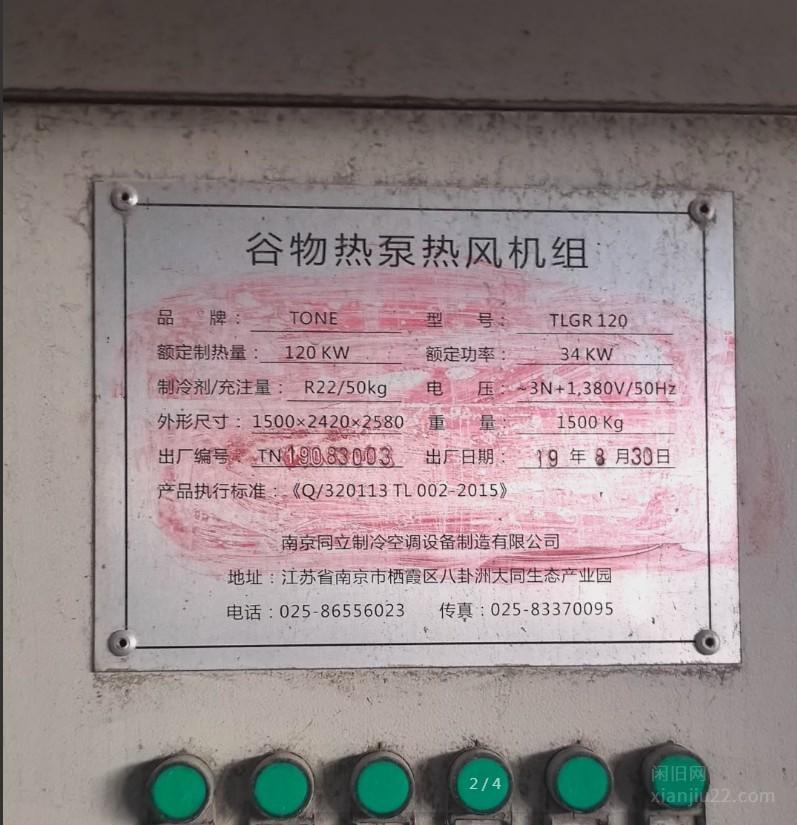 谷物热泵热风机组
品 牌： TONE 型 号： TLGR 120
额定制热量： 120 KW 额定功率： 34 KW
制冷剂/充注量： R22/50kg 电 压： ~3N+1,380V/50Hz
外形尺寸： 1500×2420×2580 重 量： 1500 Kg
出厂编号： TN 19083003 出厂日期： 19 年 8 月 30 日
产品执行标准：《Q/320113 TL 002-2015》
南京同立制冷空调设备制造有限公司
地址：江苏省南京市栖霞区八卦洲大同生态产业园
电话：025-86556023 传真：025-83370095
2/4
闲旧网
xianjiu22.com